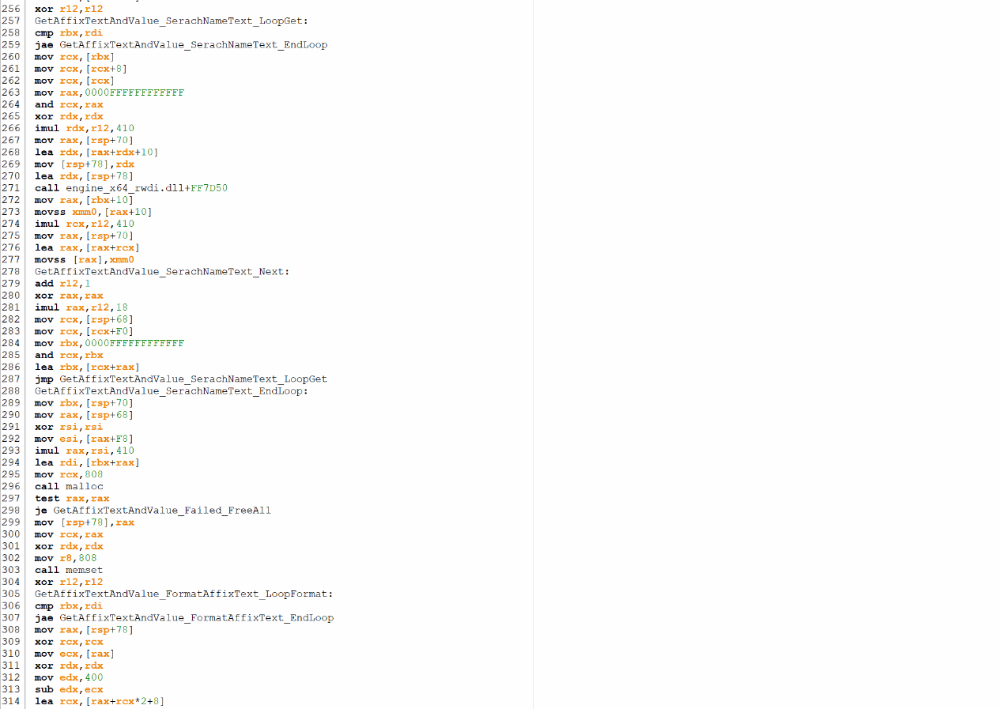 256 xor r12,r12
257 GetAffixTextAndValue_SerachNameText_LoopGet:
258 cmp rbx,rdi
259 jae GetAffixTextAndValue_SerachNameText_EndLoop
260 mov rcx,[rbx]
261 mov rcx,[rcx+8]
262 mov rcx,[rcx]
263 mov rax,0000FFFFFFFFFFFF
264 and rcx,rax
265 xor rdx,rdx
266 imul rdx,r12,410
267 mov rax,[rsp+70]
268 lea rdx,[rax+rdx+10]
269 mov [rsp+78],rdx
270 lea rdx,[rsp+78]
271 call engine_x64_rwdi.dll+FF7D50
272 mov rax,[rbx+10]
273 movss xmm0,[rax+10]
274 imul rcx,r12,410
275 mov rax,[rsp+70]
276 lea rax,[rax+rcx]
277 movss [rax],xmm0
278 GetAffixTextAndValue_SerachNameText_Next:
279 add r12,1
280 xor rax,rax
281 imul rax,r12,18
282 mov rcx,[rsp+68]
283 mov rcx,[rcx+F0]
284 mov rbx,0000FFFFFFFFFFFF
285 and rcx,rbx
286 lea rbx,[rcx+rax]
287 jmp GetAffixTextAndValue_SerachNameText_LoopGet
288 GetAffixTextAndValue_SerachNameText_EndLoop:
289 mov rbx,[rsp+70]
290 mov rax,[rsp+68]
291 xor rsi,rsi
292 mov esi,[rax+F8]
293 imul rax,rsi,410
294 lea rdi,[rbx+rax]
295 mov rcx,808
296 call malloc
297 test rax,rax
298 je GetAffixTextAndValue_Failed_FreeAll
299 mov [rsp+78],rax
300 mov rcx,rax
301 xor rdx,rdx
302 mov r8,808
303 call memset
304 xor r12,r12
305 GetAffixTextAndValue_FormatAffixText_LoopFormat:
306 cmp rbx,rdi
307 jae GetAffixTextAndValue_FormatAffixText_EndLoop
308 mov rax,[rsp+78]
309 xor rcx,rcx
310 mov ecx,[rax]
311 xor rdx,rdx
312 mov edx,400
313 sub edx,ecx
314 lea rcx,[rax+rcx*2+8]